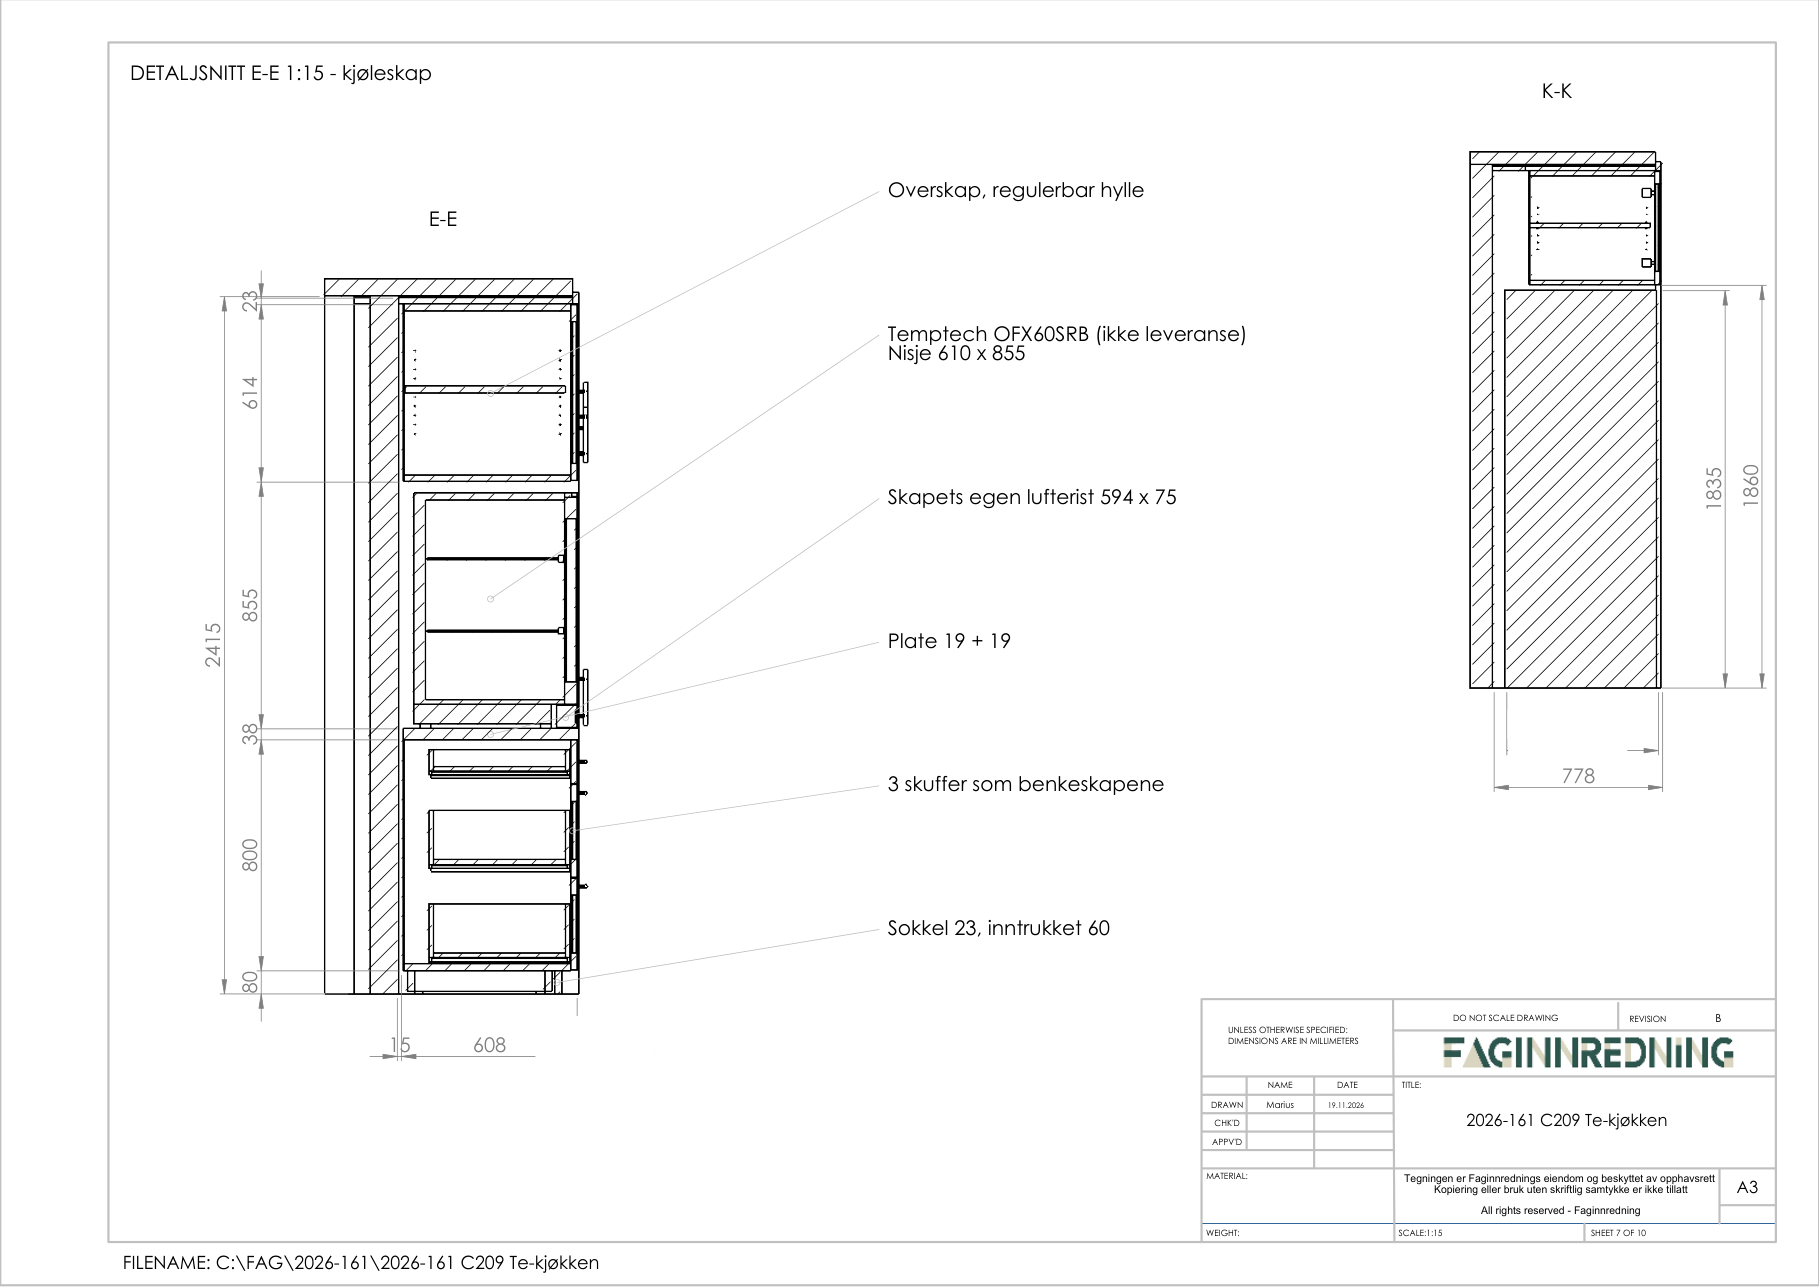 DETALJSNITT E-E 1:15 - kjøleskap
K-K
E-E
Overskap, regulerbar hylle
Temptech OFX60SRB (ikke leveranse)
Nisje 610 x 855
Skapets egen lufterist 594 x 75
Plate 19 + 19
3 skuffer som benkeskapene
Sokkel 23, inntrukket 60
23
614
855
2415
38
800
80
15
608
1835
1860
778
UNLESS OTHERWISE SPECIFIED:
DIMENSIONS ARE IN MILLIMETERS
DO NOT SCALE DRAWING
REVISION
B
FAGINNREDNING
NAME
DATE
DRAWN
Marius
19.11.2026
CHK'D
APPV'D
TITLE:
2026-161 C209 Te-kjøkken
MATERIAL:
Tegningen er Faginnrednings eiendom og beskyttet av opphavsrett
Kopiering eller bruk uten skriftlig samtykke er ikke tillatt
All rights reserved - Faginnredning
A3
WEIGHT:
SCALE:1:15
SHEET 7 OF 10
FILENAME: C:\FAG\2026-161\2026-161 C209 Te-kjøkken